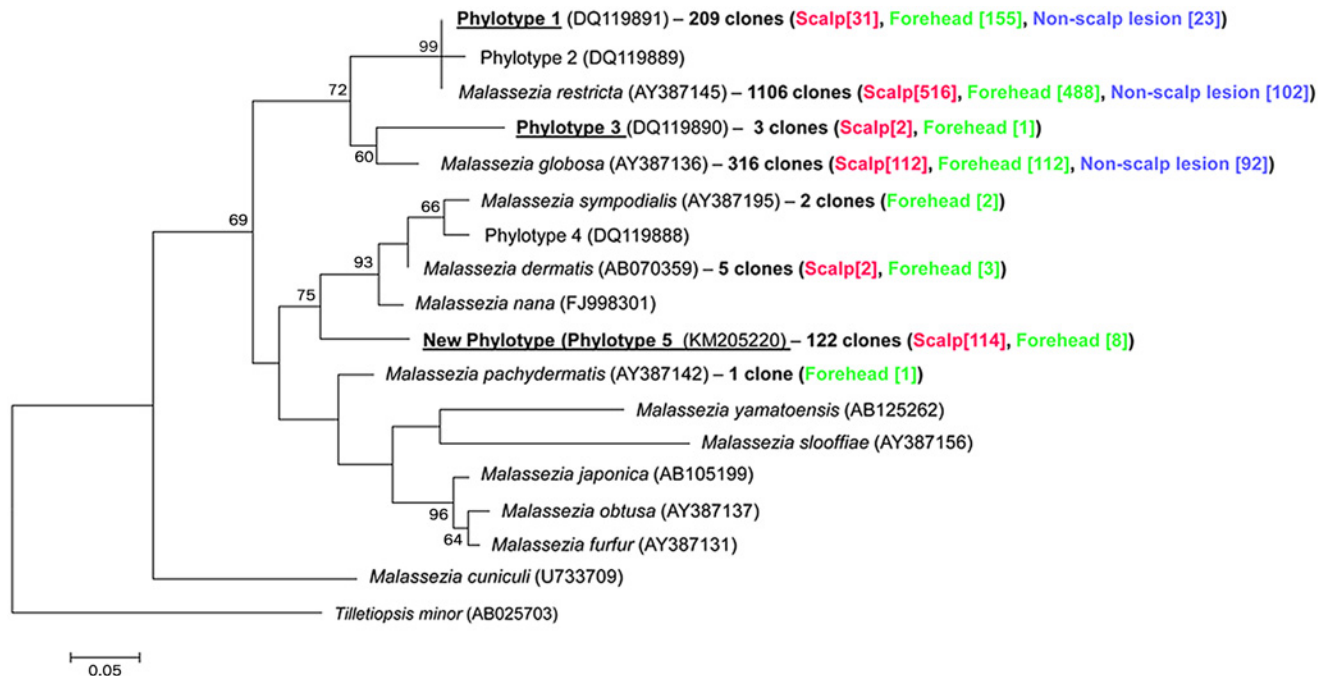 Phylotype 1 (DQ119891) – 209 clones (Scalp[31], Forehead [155], Non-scalp lesion [23])
99
Phylotype 2 (DQ119889)
72
Malassezia restricta (AY387145) – 1106 clones (Scalp[516], Forehead [488], Non-scalp lesion [102])
Phylotype 3 (DQ119890) – 3 clones (Scalp[2], Forehead [1])
60
Malassezia globosa (AY387136) – 316 clones (Scalp[112], Forehead [112], Non-scalp lesion [92])
69
66
Malassezia sympodialis (AY387195) – 2 clones (Forehead [2])
Phylotype 4 (DQ119888)
93
Malassezia dermatis (AB070359) – 5 clones (Scalp[2], Forehead [3])
75
Malassezia nana (FJ998301)
New Phylotype (Phylotype 5 (KM205220) – 122 clones (Scalp[114], Forehead [8])
Malassezia pachydermatis (AY387142) – 1 clone (Forehead [1])
Malassezia yamatoensis (AB125262)
Malassezia slooffiae (AY387156)
Malassezia japonica (AB105199)
96
Malassezia obtusa (AY387137)
64
Malassezia furfur (AY387131)
Malassezia cuniculi (U733709)
Tilletiopsis minor (AB025703)
0.05